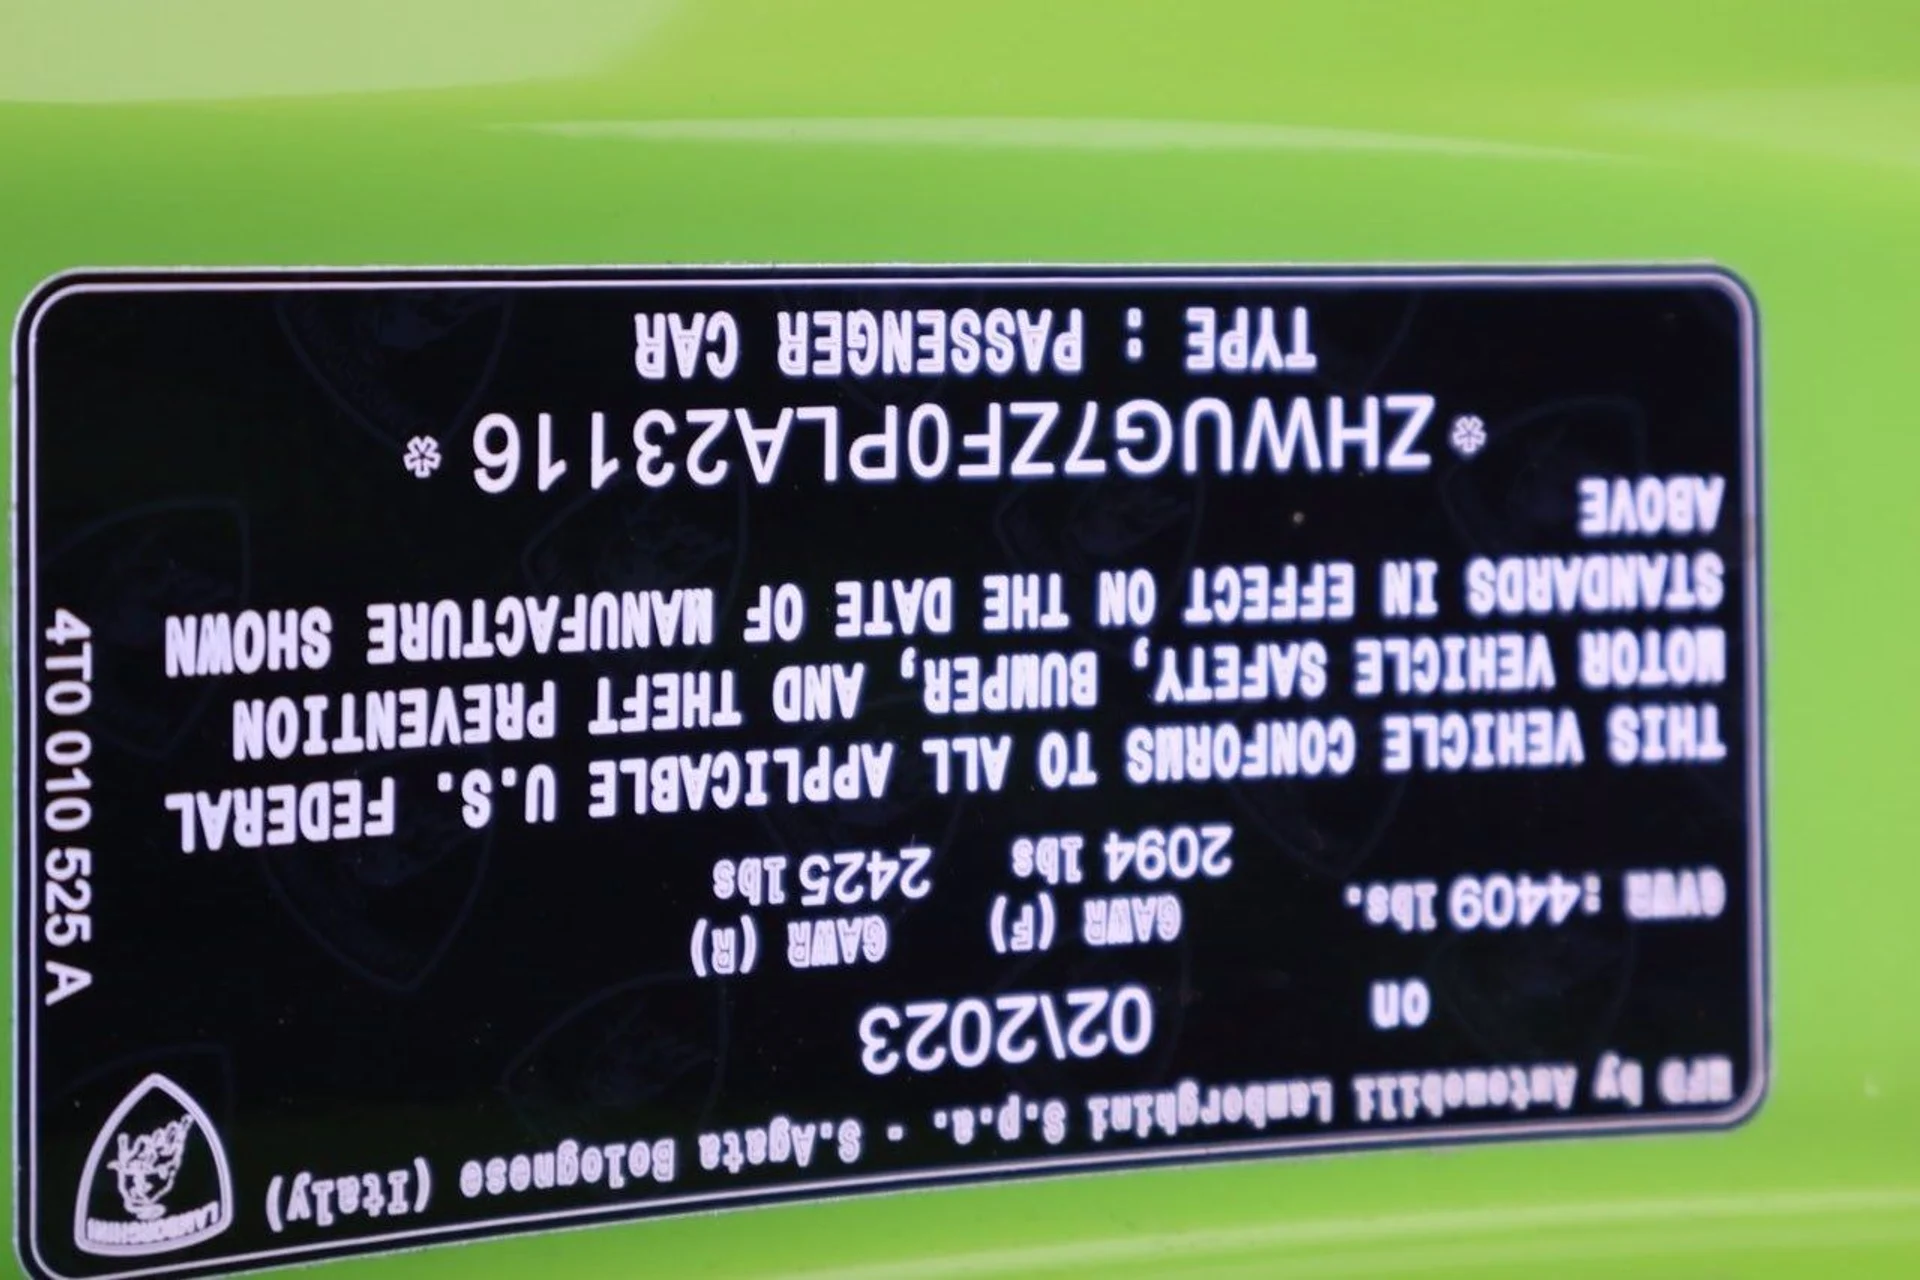 MFD by Automobili Lamborghini S.p.a. - S.Agata Bolognese (Italy)
on 02\2023
GVWR :4409 lbs. GAWR (F) 2094 lbs GAWR (R) 2425 lbs
THIS VEHICLE CONFORMS TO ALL APPLICABLE U.S. FEDERAL
MOTOR VEHICLE SAFETY, BUMPER, AND THEFT PREVENTION
STANDARDS IN EFFECT ON THE DATE OF MANUFACTURE SHOWN
ABOVE
*ZHWUG7ZF0PLA23116*
TYPE : PASSENGER CAR
4T0 010 525 A
LAMBORGHINI